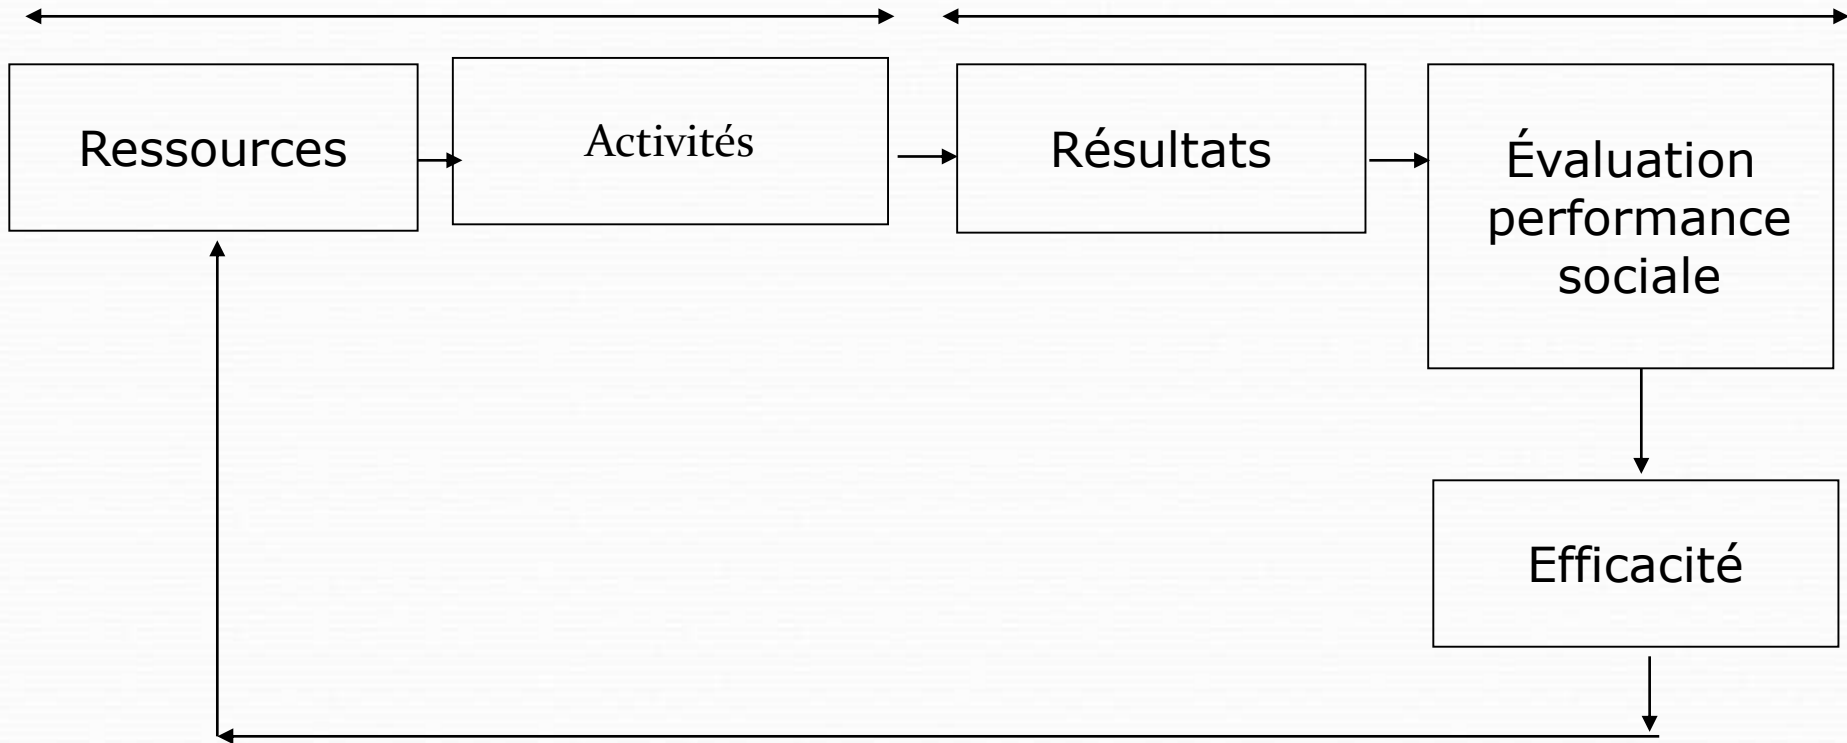 Ressources
Activités
Résultats
Évaluation
performance
sociale
Efficacité